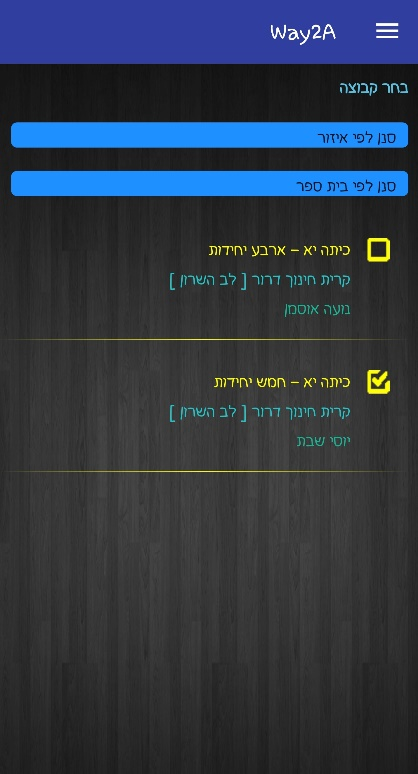 Way2A
בחר קבוצה
סנן לפי איזור
סנן לפי בית ספר
כיתה יא – ארבע יחידות
קרית חינוך דרור [ לב השרון ]
נועה אוסמן
כיתה יא – חמש יחידות
קרית חינוך דרור [ לב השרון ]
יוסי שבת